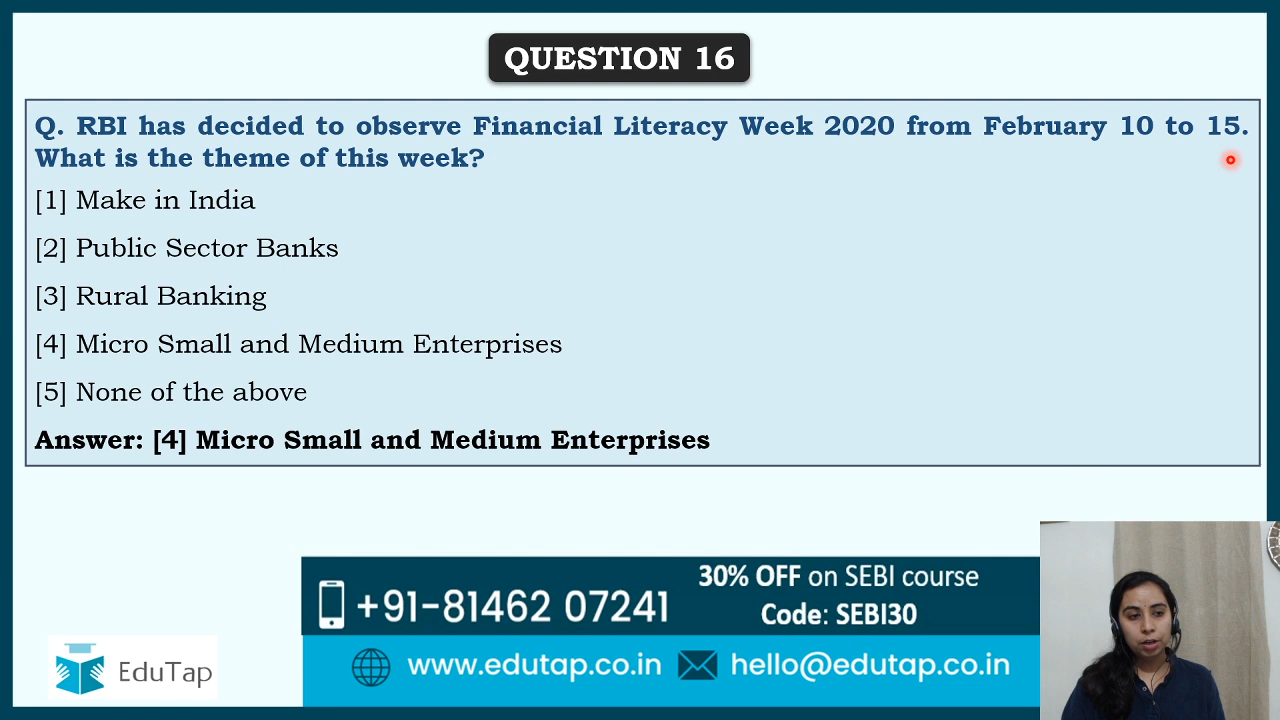 QUESTION 16
Q. RBI has decided to observe Financial Literacy Week 2020 from February 10 to 15.
What is the theme of this week?
[1] Make in India
[2] Public Sector Banks
[3] Rural Banking
[4] Micro Small and Medium Enterprises
[5] None of the above
Answer: [4] Micro Small and Medium Enterprises
30% OFF on SEBI course
+91-81462 07241
Code: SEBI30
EduTap
www.edutap.co.in
hello@edutap.co.in